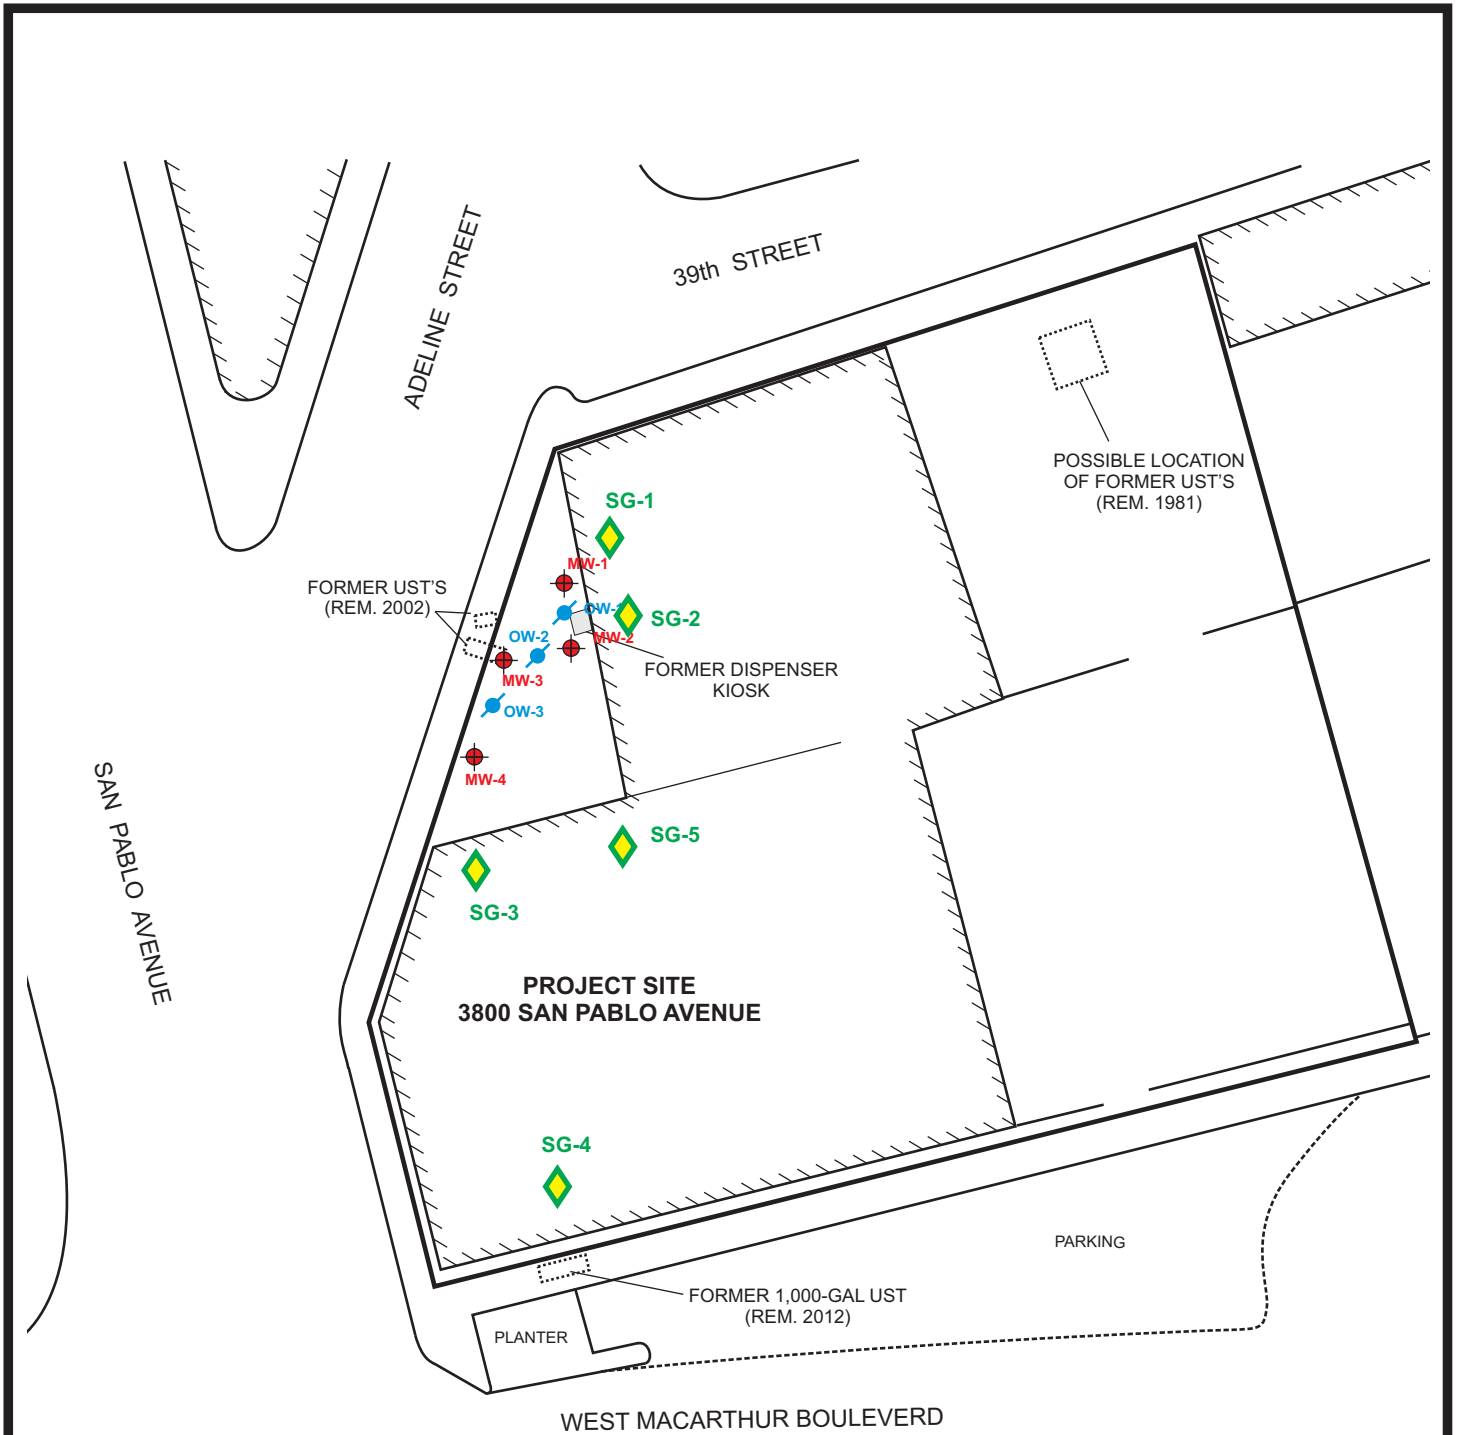 39th STREET
ADELINE STREET
POSSIBLE LOCATION
OF FORMER UST'S
(REM. 1981)
SG-1
MW-1
FORMER UST'S
(REM. 2002)
OW-1
SG-2
OW-2
MW-2
FORMER DISPENSER
KIOSK
MW-3
OW-3
MW-4
SAN PABLO AVENUE
SG-5
SG-3
PROJECT SITE
3800 SAN PABLO AVENUE
SG-4
PARKING
FORMER 1,000-GAL UST
(REM. 2012)
PLANTER
WEST MACARTHUR BOULEVERD